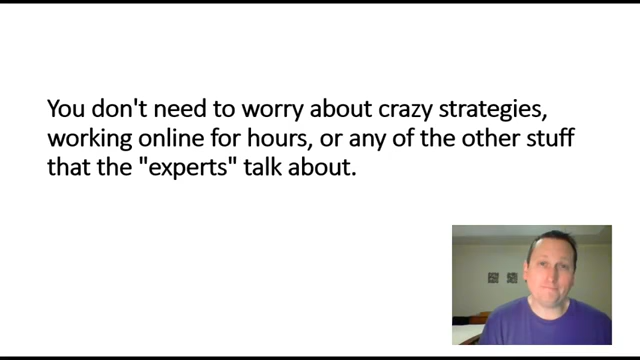 You don't need to worry about crazy strategies,
working online for hours, or any of the other stuff
that the "experts" talk about.